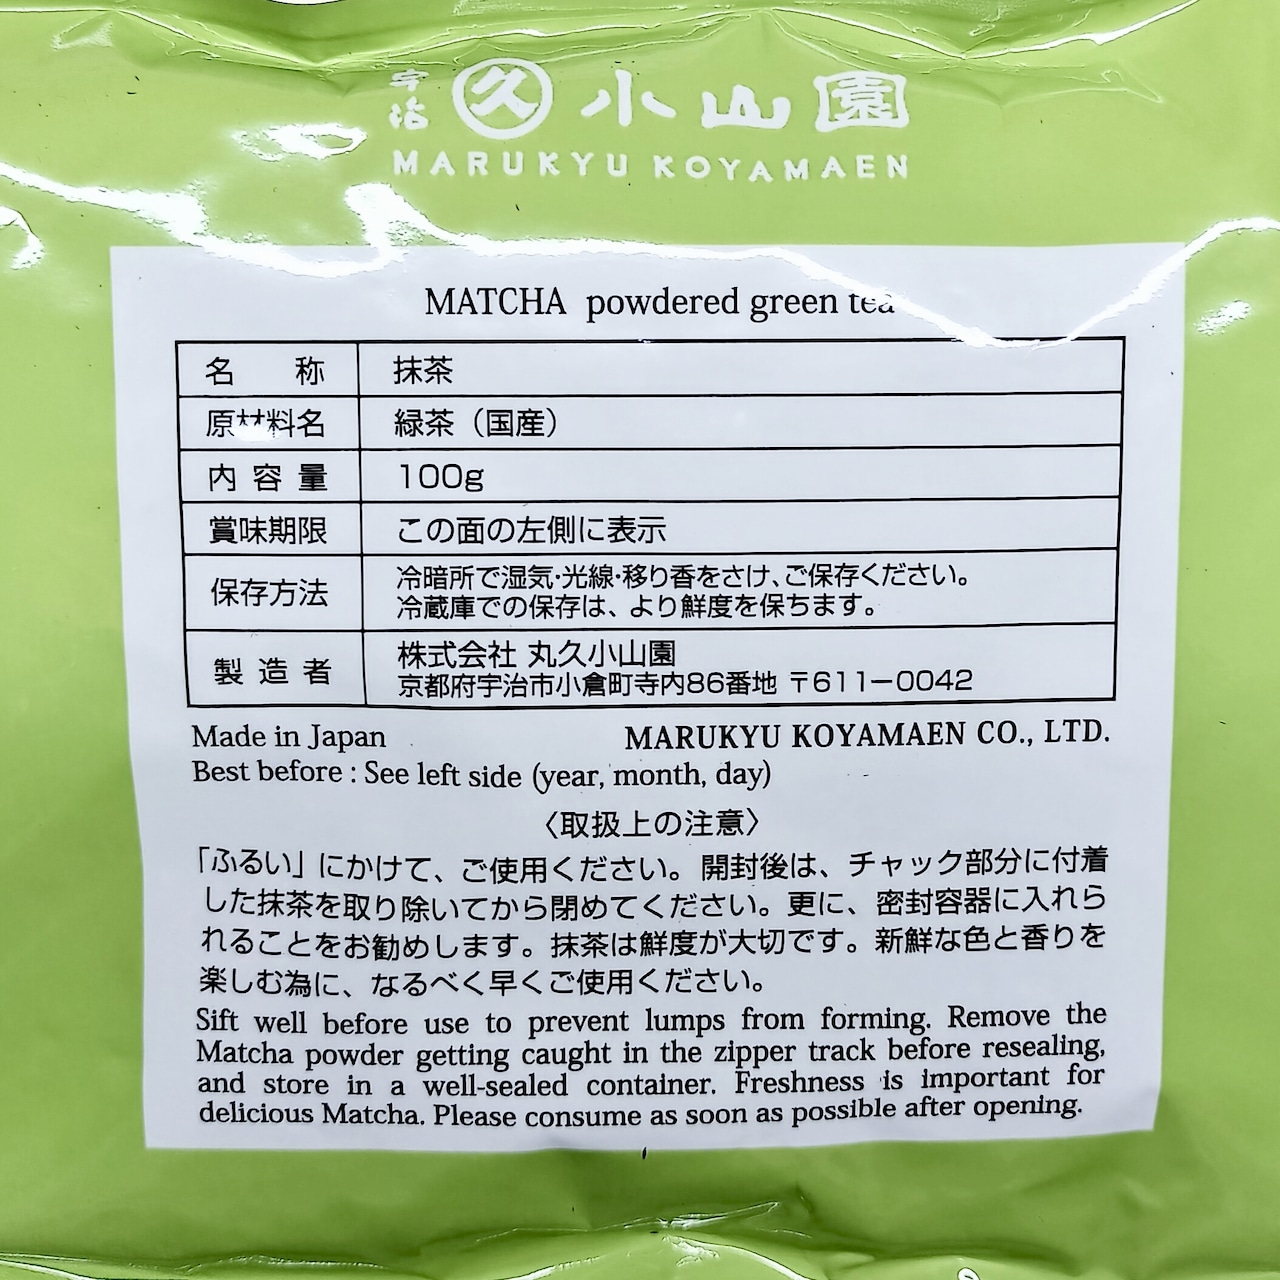 宇治 久 小山園
MARUKYU KOYAMAEN
MATCHA powdered green tea
名称 抹茶
原材料名 緑茶（国産）
内容量 100g
賞味期限 この面の左側に表示
保存方法 冷暗所で湿気・光線・移り香をさけ、ご保存ください。
冷蔵庫での保存は、より鮮度を保ちます。
製造者 株式会社 丸久小山園
京都府宇治市小倉町寺内86番地 〒611－0042
Made in Japan MARUKYU KOYAMAEN CO., LTD.
Best before : See left side (year, month, day)
〈取扱上の注意〉
「ふるい」にかけて、ご使用ください。開封後は、チャック部分に付着
した抹茶を取り除いてから閉めてください。更に、密封容器に入れら
れることをお勧めします。抹茶は鮮度が大切です。新鮮な色と香りを
楽しむ為に、なるべく早くご使用ください。
Sift well before use to prevent lumps from forming. Remove the
Matcha powder getting caught in the zipper track before resealing,
and store in a well-sealed container. Freshness is important for
delicious Matcha. Please consume as soon as possible after opening.